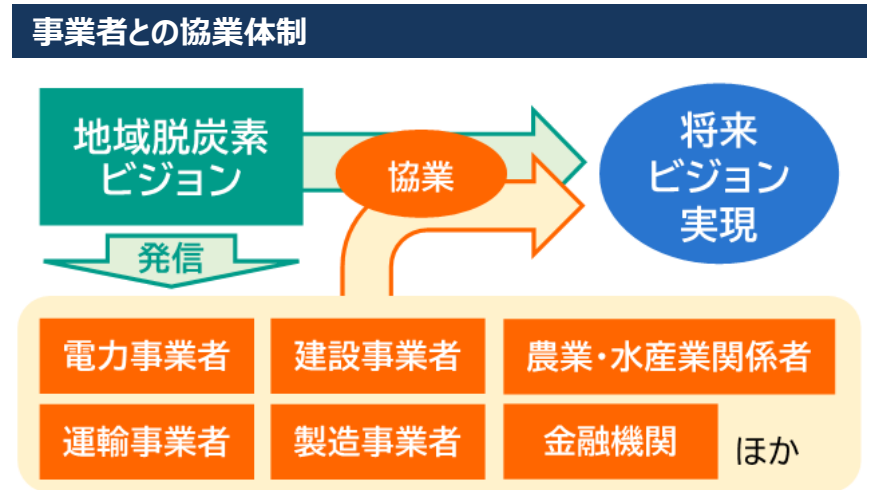 事業者との協業体制
地域脱炭素
ビジョン
協業
将来
ビジョン
実現
発信
電力事業者
建設事業者
農業・水産業関係者
運輸事業者
製造事業者
金融機関
ほか